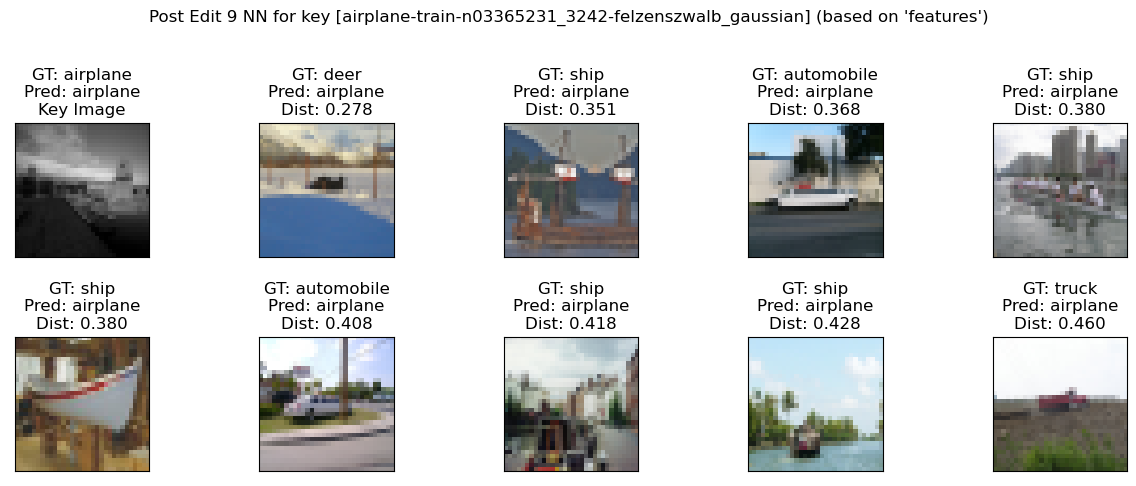 Post Edit 9 NN for key [airplane-train-n03365231_3242-felzenszwalb_gaussian] (based on 'features')
GT: airplane
Pred: airplane
Key Image
GT: deer
Pred: airplane
Dist: 0.278
GT: ship
Pred: airplane
Dist: 0.351
GT: automobile
Pred: airplane
Dist: 0.368
GT: ship
Pred: airplane
Dist: 0.380
GT: ship
Pred: airplane
Dist: 0.380
GT: automobile
Pred: airplane
Dist: 0.408
GT: ship
Pred: airplane
Dist: 0.418
GT: ship
Pred: airplane
Dist: 0.428
GT: truck
Pred: airplane
Dist: 0.460